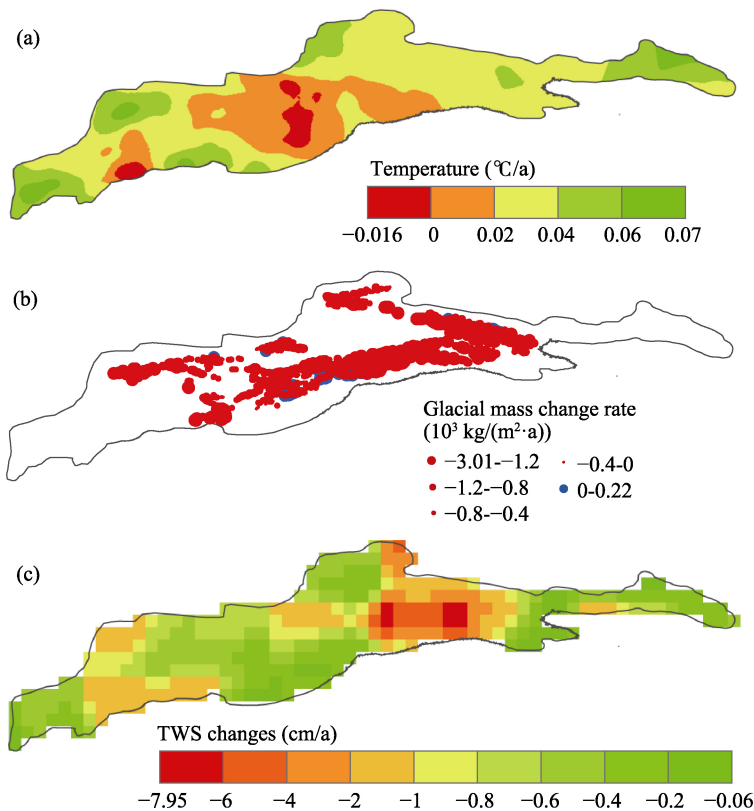 (a)
Temperature (℃/a)
−0.016 0 0.02 0.04 0.06 0.07
(b)
Glacial mass change rate
(10³ kg/(m²·a))
−3.01-−1.2 −0.4-0
−1.2-−0.8 0-0.22
−0.8-−0.4
(c)
TWS changes (cm/a)
−7.95 −6 −4 −2 −1 −0.8 −0.6 −0.4 −0.2 −0.06